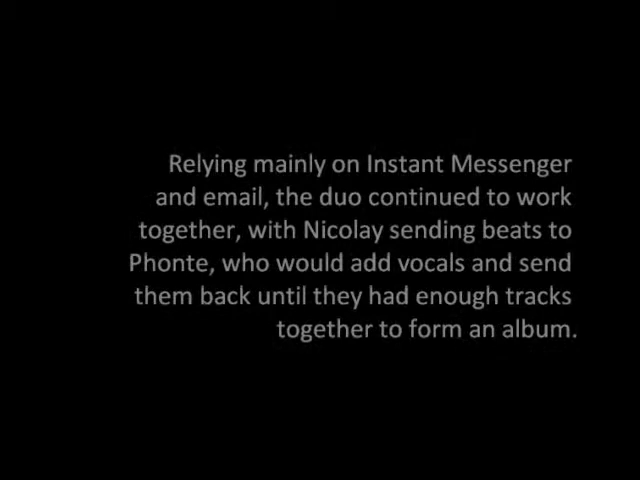 Relying mainly on Instant Messenger
and email, the duo continued to work
together, with Nicolay sending beats to
Phonte, who would add vocals and send
them back until they had enough tracks
together to form an album.